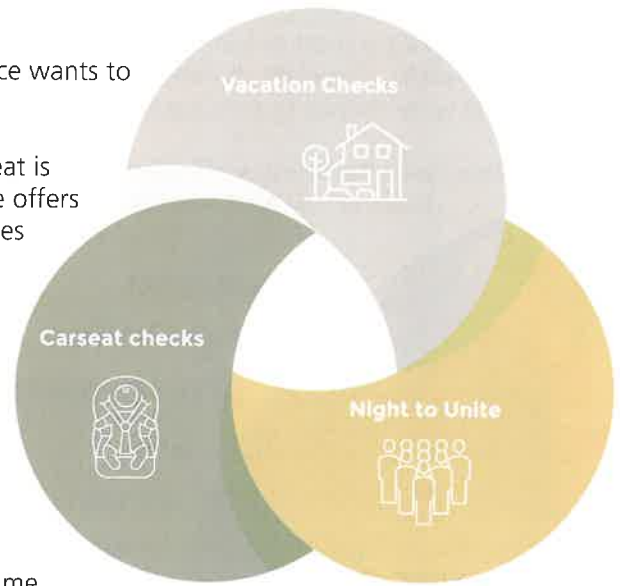 ce wants to
Vacation Checks
eat is
e offers
es
Carseat checks
Night to Unite
me